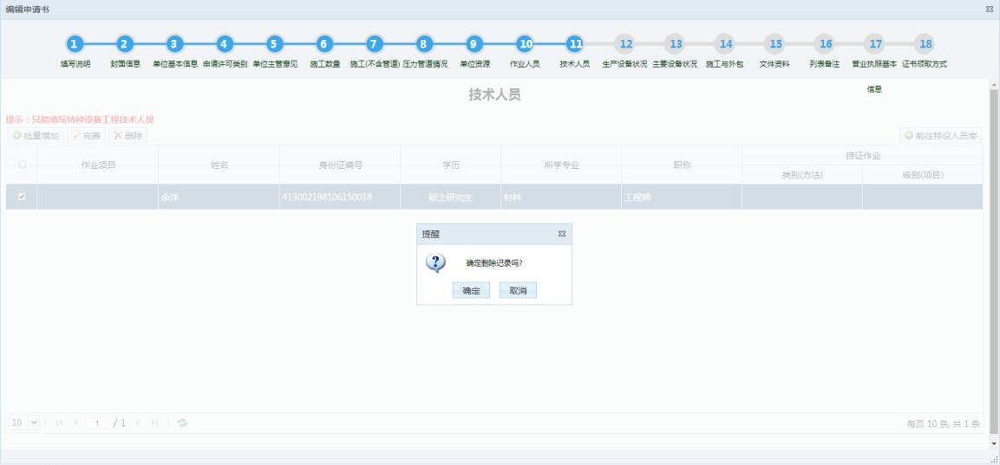 编辑申请书
1 2 3 4 5 6 7 8 9 10 11 12 13 14 15 16 17 18
填写说明 封面信息 单位基本信息 申请许可类别 单位主管意见 施工数量 施工(不含管道) 压力管道情况 单位资源 作业人员 技术人员 生产设备状况 主要设备状况 施工与外包 文件资料 列表备注 营业执照基本 证书领取方式
信息
技术人员
提示：只能填写特种设备工程技术人员
批量增加 完善 删除 前往特设人员库
作业项目 姓名 身份证编号 学历 所学专业 职称 持证作业
类别(方法) 级别(项目)
余洋 413002198106150018 硕士研究生 材料 工程师
提醒
确定删除记录吗?
确定 取消
10 1 / 1 每页 10 条, 共 1 条